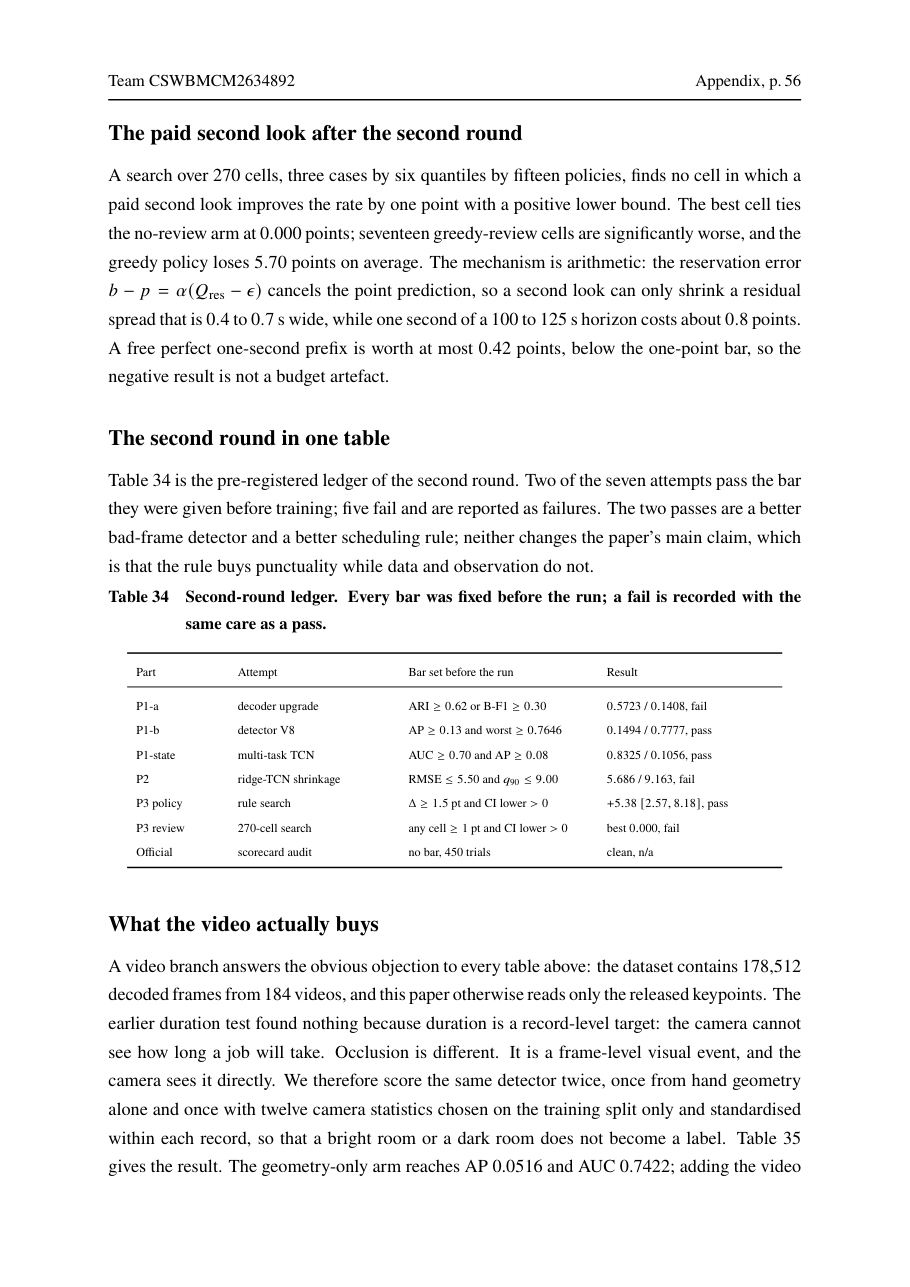 Team CSWBMCM2634892 Appendix, p. 56
The paid second look after the second round
A search over 270 cells, three cases by six quantiles by fifteen policies, finds no cell in which a
paid second look improves the rate by one point with a positive lower bound. The best cell ties
the no-review arm at 0.000 points; seventeen greedy-review cells are significantly worse, and the
greedy policy loses 5.70 points on average. The mechanism is arithmetic: the reservation error
b − p = α(Qres − ϵ) cancels the point prediction, so a second look can only shrink a residual
spread that is 0.4 to 0.7 s wide, while one second of a 100 to 125 s horizon costs about 0.8 points.
A free perfect one-second prefix is worth at most 0.42 points, below the one-point bar, so the
negative result is not a budget artefact.
The second round in one table
Table 34 is the pre-registered ledger of the second round. Two of the seven attempts pass the bar
they were given before training; five fail and are reported as failures. The two passes are a better
bad-frame detector and a better scheduling rule; neither changes the paper's main claim, which
is that the rule buys punctuality while data and observation do not.
Table 34 Second-round ledger. Every bar was fixed before the run; a fail is recorded with the
same care as a pass.
Part Attempt Bar set before the run Result
P1-a decoder upgrade ARI ≥ 0.62 or B-F1 ≥ 0.30 0.5723 / 0.1408, fail
P1-b detector V8 AP ≥ 0.13 and worst ≥ 0.7646 0.1494 / 0.7777, pass
P1-state multi-task TCN AUC ≥ 0.70 and AP ≥ 0.08 0.8325 / 0.1056, pass
P2 ridge-TCN shrinkage RMSE ≤ 5.50 and q90 ≤ 9.00 5.686 / 9.163, fail
P3 policy rule search Δ ≥ 1.5 pt and CI lower > 0 +5.38 [2.57, 8.18], pass
P3 review 270-cell search any cell ≥ 1 pt and CI lower > 0 best 0.000, fail
Official scorecard audit no bar, 450 trials clean, n/a
What the video actually buys
A video branch answers the obvious objection to every table above: the dataset contains 178,512
decoded frames from 184 videos, and this paper otherwise reads only the released keypoints. The
earlier duration test found nothing because duration is a record-level target: the camera cannot
see how long a job will take. Occlusion is different. It is a frame-level visual event, and the
camera sees it directly. We therefore score the same detector twice, once from hand geometry
alone and once with twelve camera statistics chosen on the training split only and standardised
within each record, so that a bright room or a dark room does not become a label. Table 35
gives the result. The geometry-only arm reaches AP 0.0516 and AUC 0.7422; adding the video